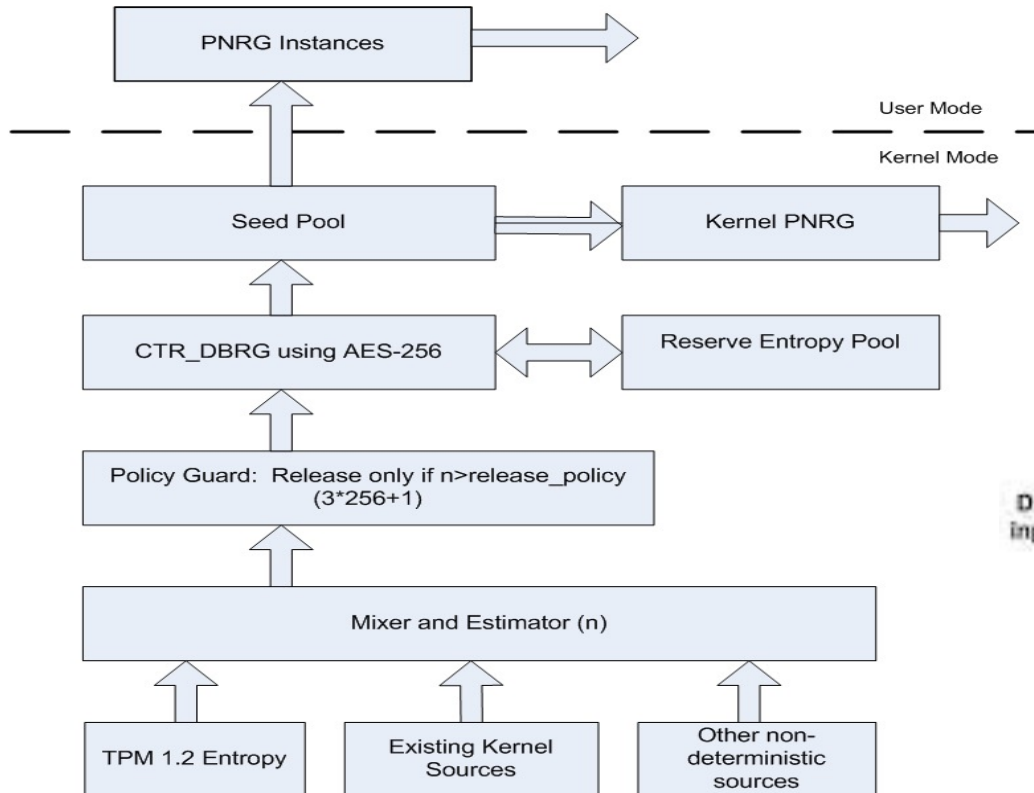 PNRG Instances
User Mode
Kernel Mode
Seed Pool
Kernel PNRG
CTR_DBRG using AES-256
Reserve Entropy Pool
Policy Guard: Release only if n>release_policy
(3*256+1)
Mixer and Estimator (n)
TPM 1.2 Entropy
Existing Kernel
Sources
Other non-
deterministic
sources